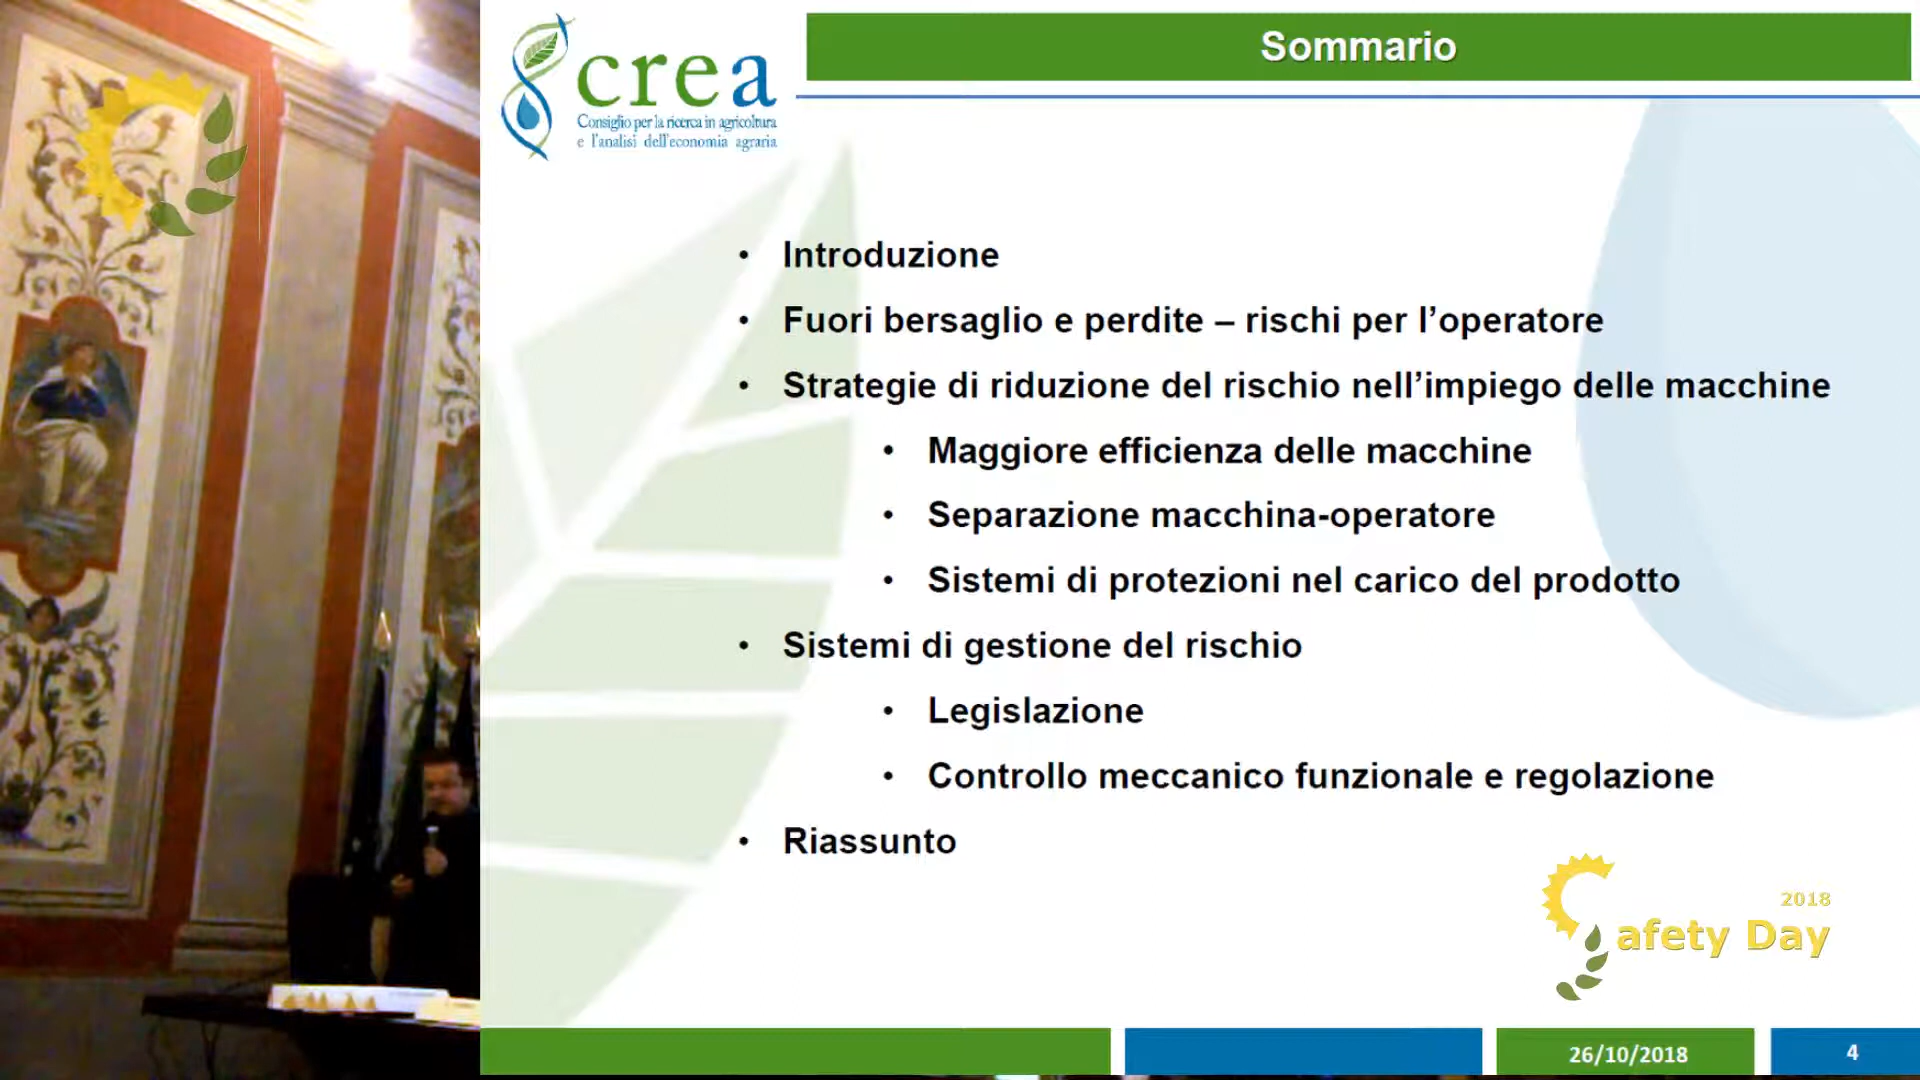 crea
Consiglio per la ricerca in agricoltura
e l'analisi dell'economia agraria
Sommario
• Introduzione
• Fuori bersaglio e perdite – rischi per l’operatore
• Strategie di riduzione del rischio nell’impiego delle macchine
• Maggiore efficienza delle macchine
• Separazione macchina-operatore
• Sistemi di protezioni nel carico del prodotto
• Sistemi di gestione del rischio
• Legislazione
• Controllo meccanico funzionale e regolazione
• Riassunto
2018
Safety Day
26/10/2018
4